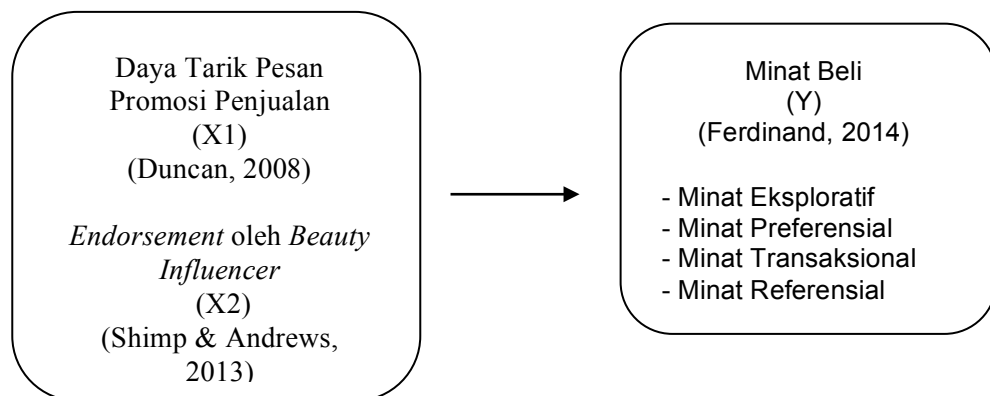 Daya Tarik Pesan
Promosi Penjualan
(X1)
(Duncan, 2008)
Endorsement oleh Beauty
Influencer
(X2)
(Shimp & Andrews,
2013)
Minat Beli
(Y)
(Ferdinand, 2014)
- Minat Eksploratif
- Minat Preferensial
- Minat Transaksional
- Minat Referensial